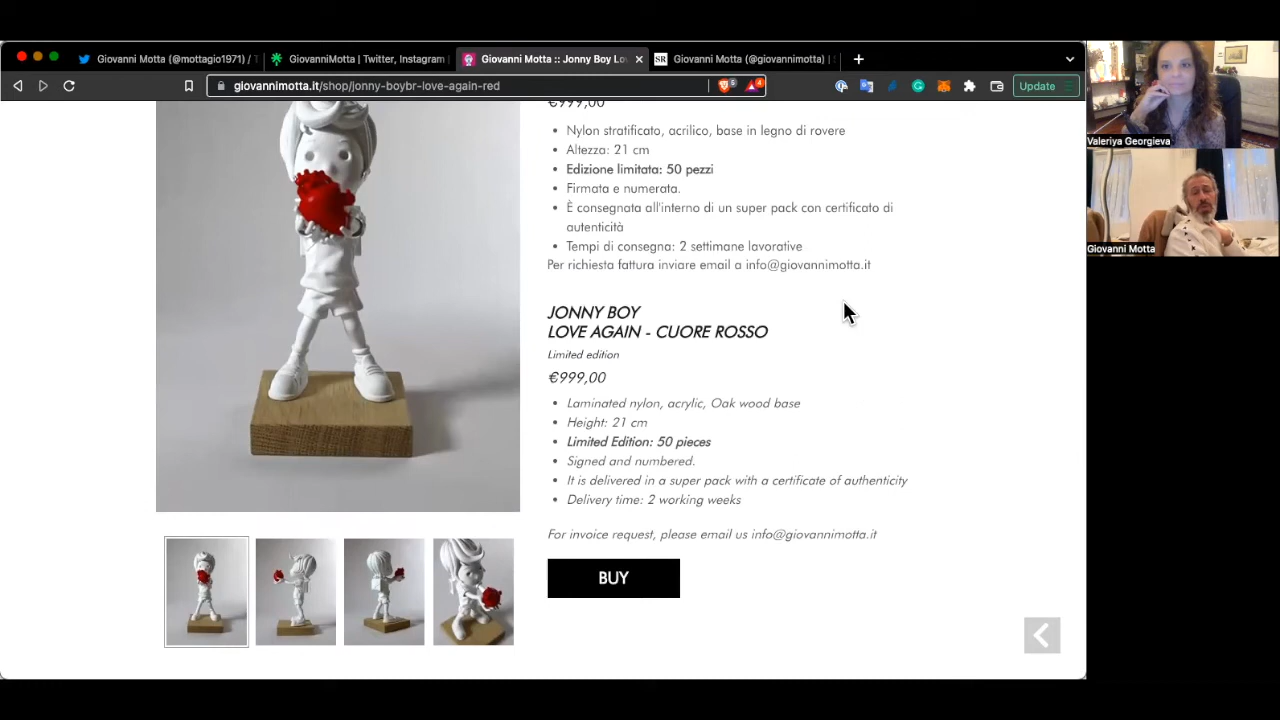 Giovanni Motta (@mottagio1971) / T
GiovanniMotta | Twitter, Instagram
Giovanni Motta :: Jonny Boy Lo
SR
Giovanni Motta (@giovannimotta) |
giovannimotta.it/shop/jonny-boybr-love-again-red
5
4
Update
€999,00
Nylon stratificato, acrilico, base in legno di rovere
Altezza: 21 cm
Edizione limitata: 50 pezzi
Firmata e numerata.
È consegnata all'interno di un super pack con certificato di
autenticità
Tempi di consegna: 2 settimane lavorative
Per richiesta fattura inviare email a info@giovannimotta.it
JONNY BOY
LOVE AGAIN - CUORE ROSSO
Limited edition
€999,00
Laminated nylon, acrylic, Oak wood base
Height: 21 cm
Limited Edition: 50 pieces
Signed and numbered.
It is delivered in a super pack with a certificate of authenticity
Delivery time: 2 working weeks
For invoice request, please email us info@giovannimotta.it
BUY
Valeriya Georgieva
Giovanni Motta